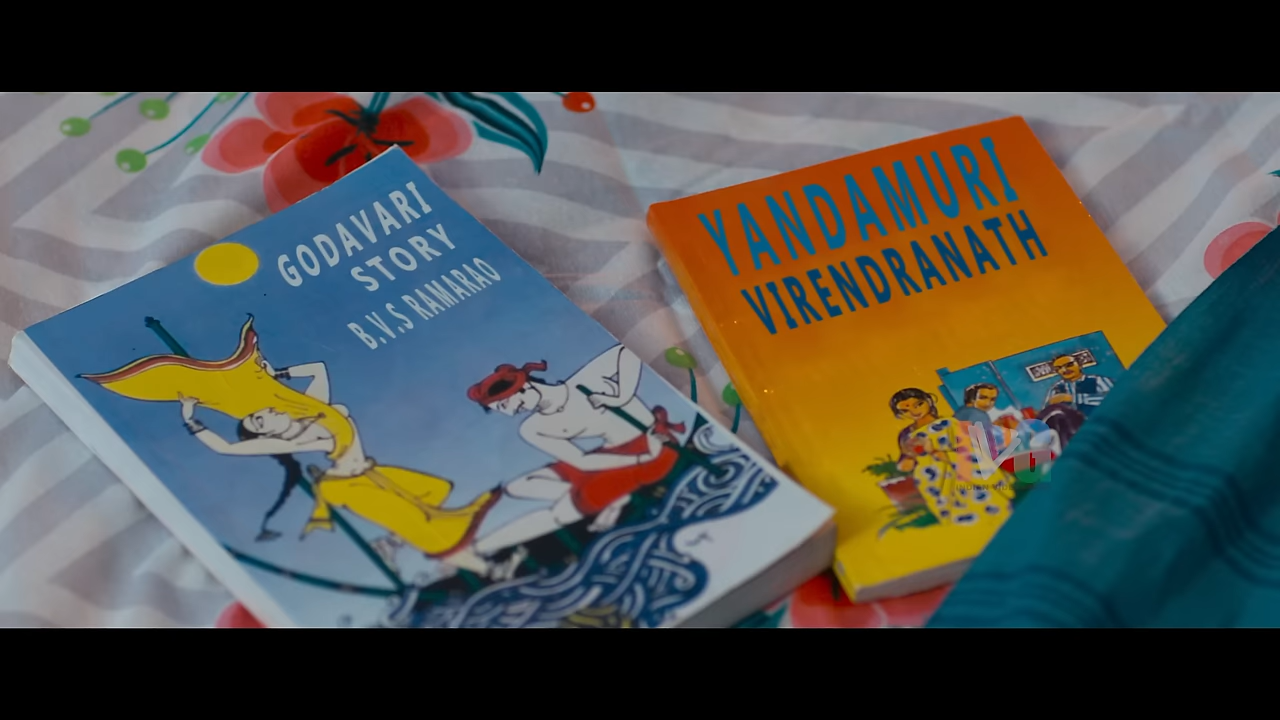 GODAVARI
STORY
B.V.S RAMARAO
YANDAMURI
VIRENDRANATH